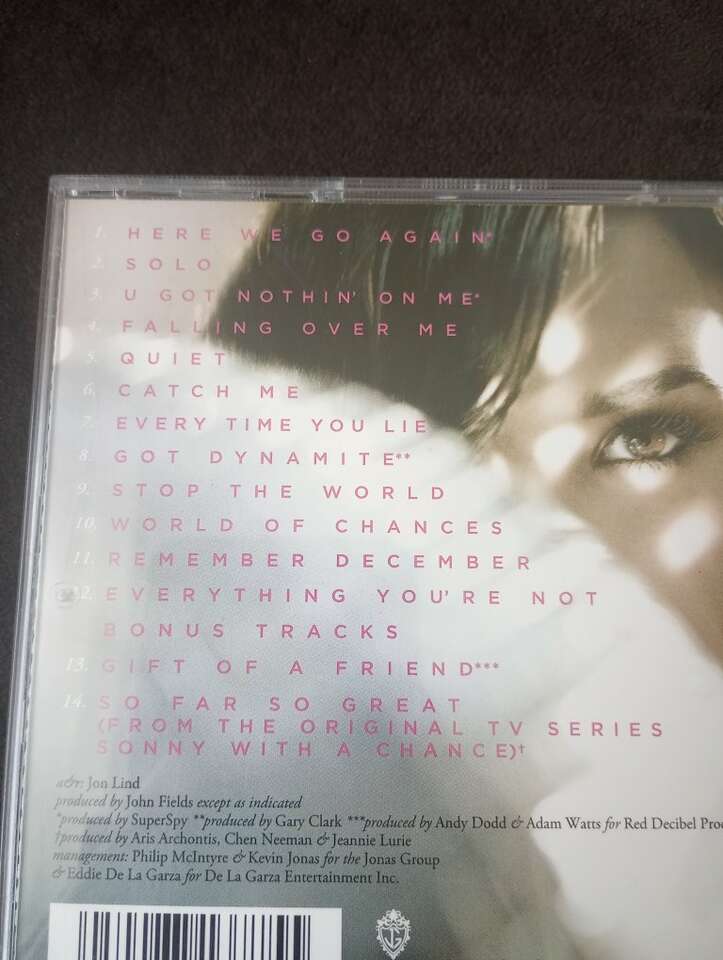 1. HERE WE GO AGAIN*
2. SOLO
3. U GOT NOTHIN' ON ME*
4. FALLING OVER ME
5. QUIET
6. CATCH ME
7. EVERY TIME YOU LIE
8. GOT DYNAMITE**
9. STOP THE WORLD
10. WORLD OF CHANCES
11. REMEMBER DECEMBER
12. EVERYTHING YOU'RE NOT
BONUS TRACKS
13. GIFT OF A FRIEND***
14. SO FAR SO GREAT
(FROM THE ORIGINAL TV SERIES
SONNY WITH A CHANCE)†
a&r: Jon Lind
produced by John Fields except as indicated
*produced by SuperSpy **produced by Gary Clark ***produced by Andy Dodd & Adam Watts for Red Decibel Pro
†produced by Aris Archontis, Chen Neeman & Jeannie Lurie
management: Philip McIntyre & Kevin Jonas for the Jonas Group
& Eddie De La Garza for De La Garza Entertainment Inc.